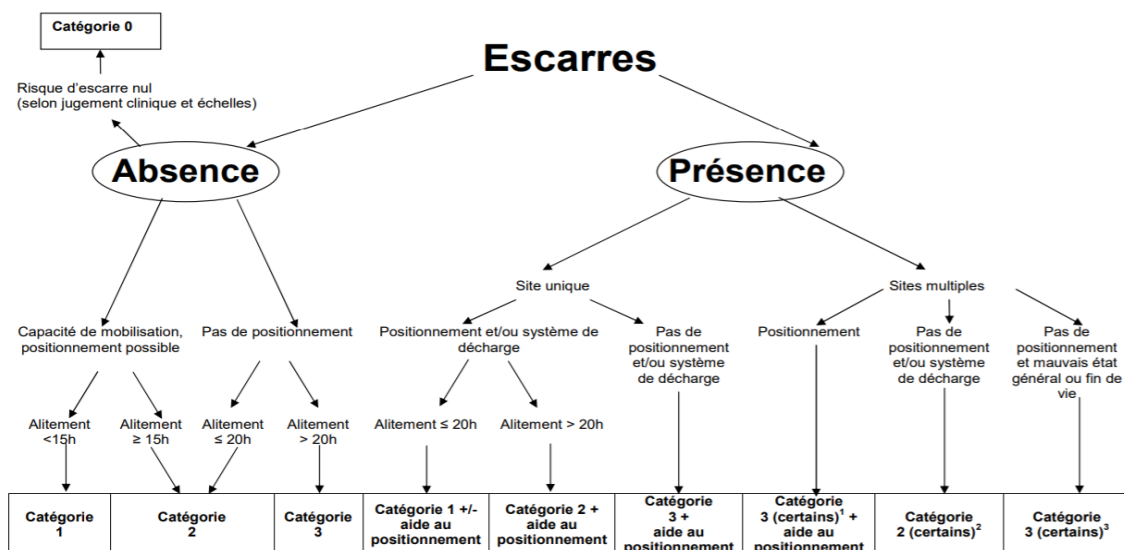 Catégorie 0
Escarres
Risque d'escarre nul
(selon jugement clinique et échelles)
Absence
Présence
Site unique
Sites multiples
Capacité de mobilisation,
positionnement possible
Pas de positionnement
Positionnement et/ou système de
décharge
Pas de
positionnement
et/ou système
de décharge
Positionnement
Pas de
positionnement
et/ou système
de décharge
Pas de
positionnement
et mauvais état
général ou fin de
vie
Alitement
<15h
Alitement
≥ 15h
Alitement
≤ 20h
Alitement
> 20h
Alitement ≤ 20h
Alitement > 20h
Catégorie
1
Catégorie
2
Catégorie
3
Catégorie 1 +/-
aide au
positionnement
Catégorie 2 +
aide au
positionnement
Catégorie
3 +
aide au
positionnement
Catégorie
3 (certains)¹ +
aide au
positionnement
Catégorie
2 (certains)²
Catégorie
3 (certains)³